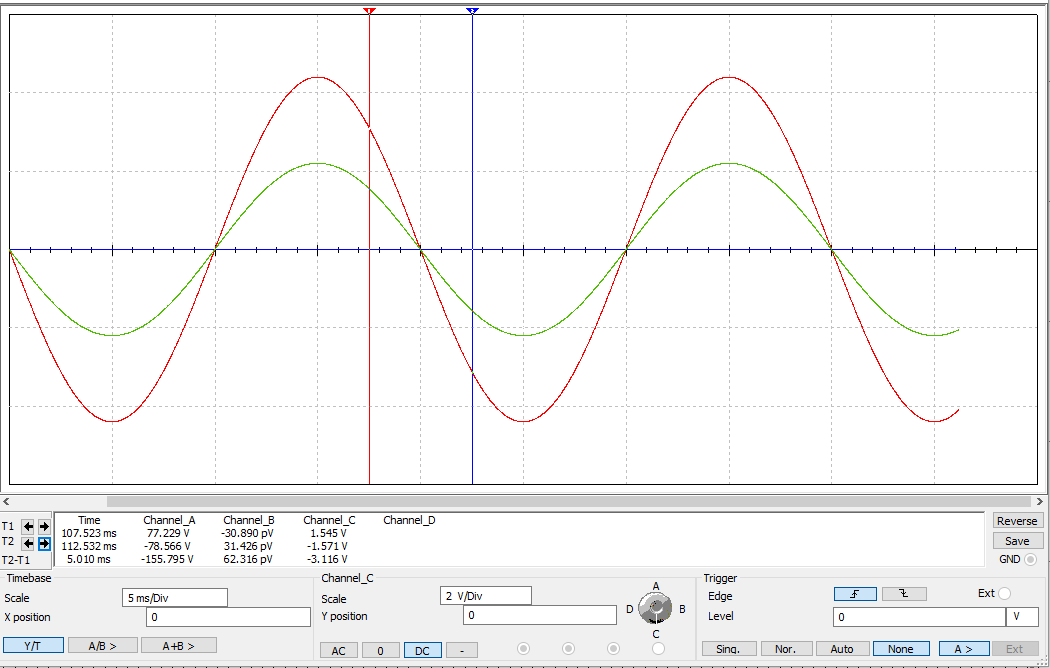 Time Channel_A Channel_B Channel_C Channel_D
T1 107.523 ms 77.229 V -30.890 pV 1.545 V
T2 112.532 ms -78.566 V 31.426 pV -1.571 V
T2-T1 5.010 ms -155.795 V 62.316 pV -3.116 V
Reverse
Save
GND
Timebase
Scale 5 ms/Div
X position 0
Y/T A/B > A+B >
Channel_C
Scale 2 V/Div
Y position 0
AC 0 DC -
A
D B
C
Trigger
Edge Ext
Level 0 V
Sing. Nor. Auto None A > Ext